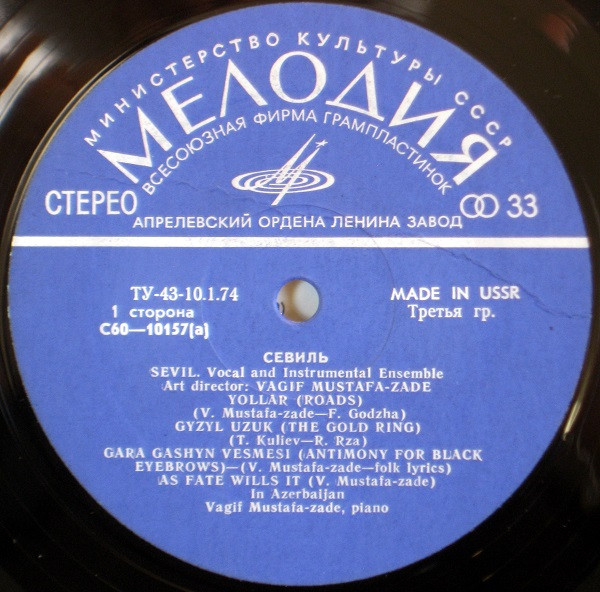 МИНИСТЕРСТВО КУЛЬТУРЫ СССР
МЕЛОДИЯ
ВСЕСОЮЗНАЯ ФИРМА ГРАМПЛАСТИНОК
СТЕРЕО
33
АПРЕЛЕВСКИЙ ОРДЕНА ЛЕНИНА ЗАВОД
ТУ-43-10.1.74
MADE IN USSR
1 сторона
Третья гр.
С60—10157(а)
СЕВИЛЬ
SEVIL. Vocal and Instrumental Ensemble
Art director: VAGIF MUSTAFA-ZADE
YOLLAR (ROADS)
(V. Mustafa-zade—F. Godzha)
GYZYL UZUK (THE GOLD RING)
(T. Kuliev—R. Rza)
GARA GASHYN VESMESI (ANTIMONY FOR BLACK
EYEBROWS)—(V. Mustafa-zade—folk lyrics)
AS FATE WILLS IT (V. Mustafa-zade)
In Azerbaijan
Vagif Mustafa-zade, piano